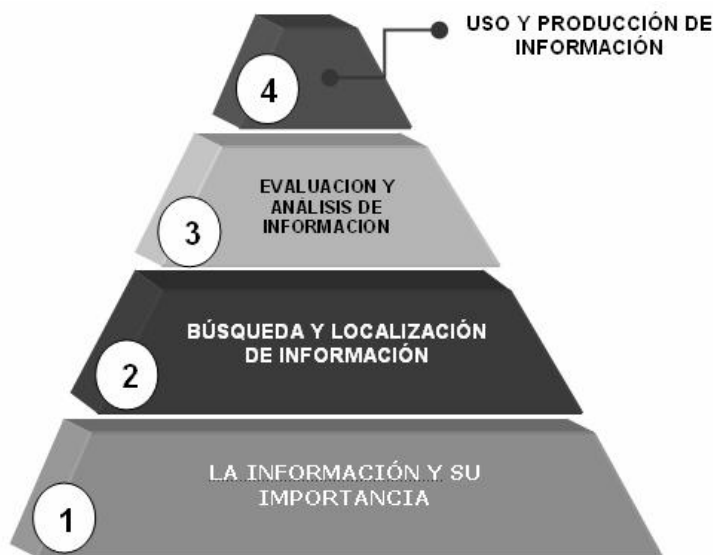 USO Y PRODUCCIÓN DE
INFORMACIÓN
4
EVALUACION Y
ANÁLISIS DE
INFORMACION
3
BÚSQUEDA Y LOCALIZACIÓN
DE INFORMACIÓN
2
LA INFORMACIÓN Y SU
IMPORTANCIA
1